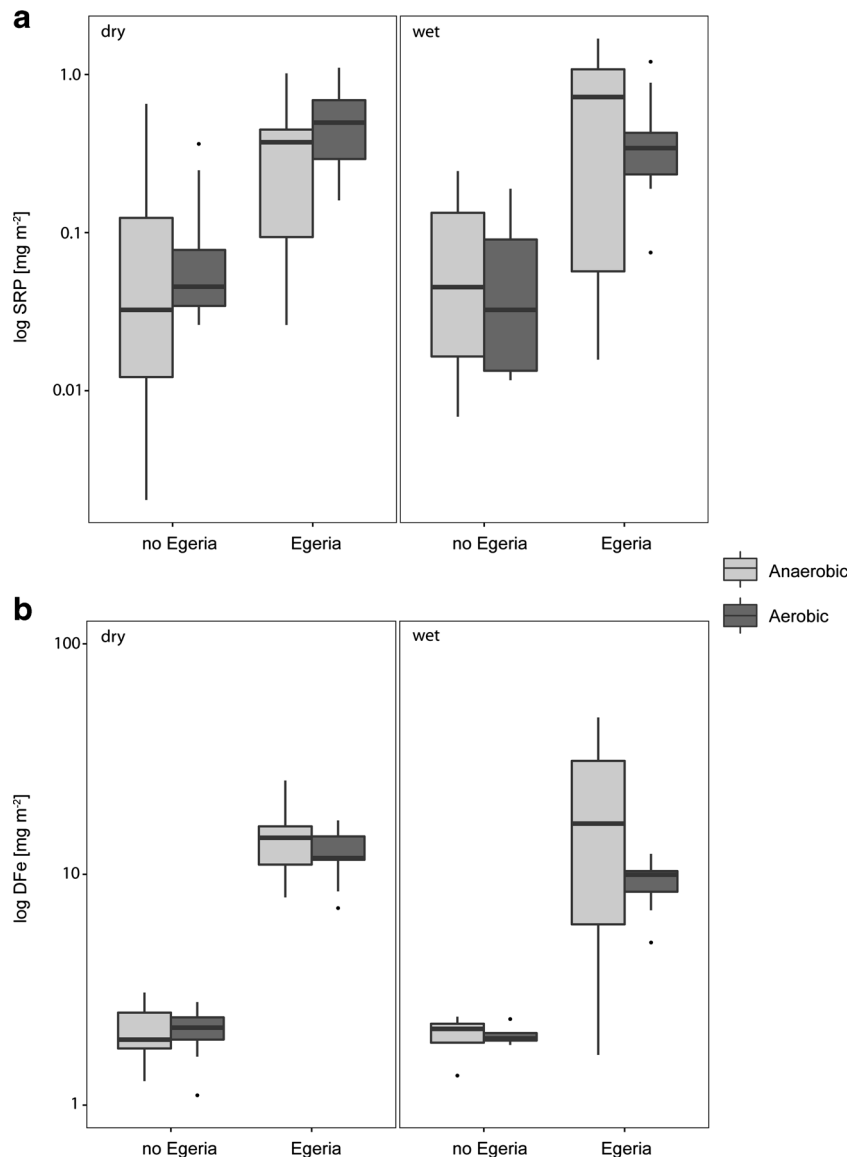 a
dry
wet
1.0
0.1
0.01
log SRP [mg m⁻²]
no Egeria
Egeria
no Egeria
Egeria
Anaerobic
Aerobic
b
dry
wet
100
10
1
log DFe [mg m⁻²]
no Egeria
Egeria
no Egeria
Egeria